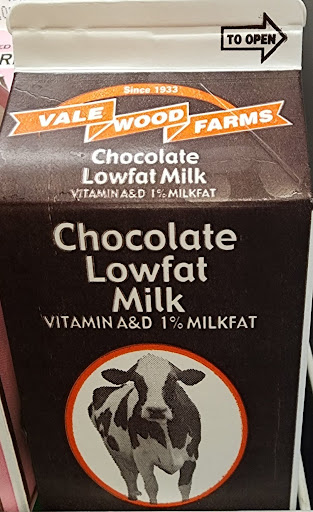 TO OPEN
Since 1933
VALE WOOD FARMS
Chocolate
Lowfat Milk
VITAMIN A&D 1% MILKFAT
Chocolate
Lowfat
Milk
VITAMIN A&D 1% MILKFAT